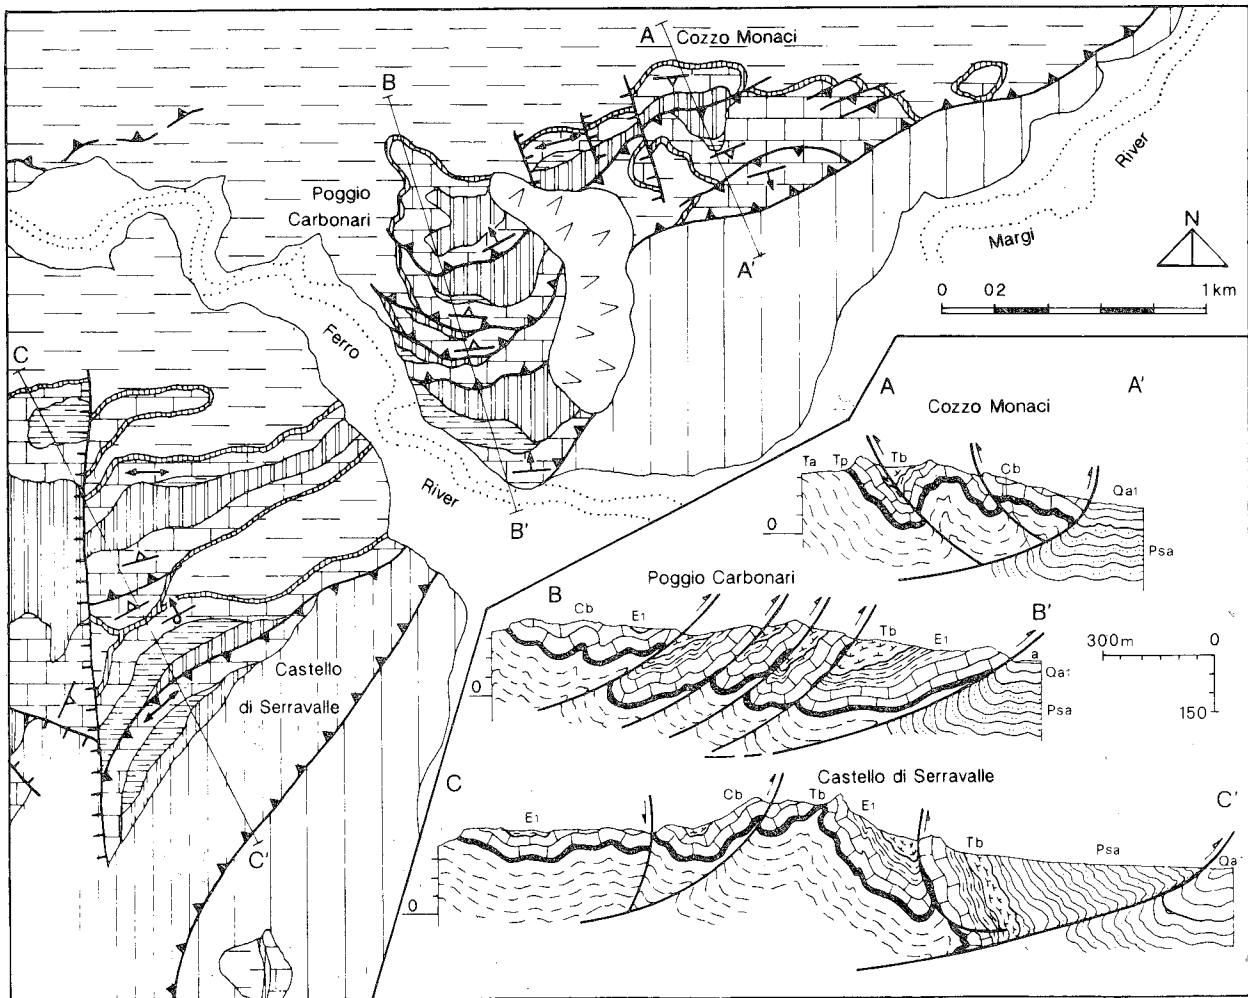 A Cozzo Monaci
B
Poggio
Carbonari
River
Margi
A'
N
0 02 1 km
C
Ferro
River
B'
Castello
di Serravalle
C'
A A'
Cozzo Monaci
Ta Tp Tb Cb Qa1
0
Psa
Poggio Carbonari
B B'
Cb E1 Tb E1
a
Qa1
Psa
0
300m 0
150
Castello di Serravalle
C C'
E1 Cb Tb E1 Tb Psa
Qa1
0